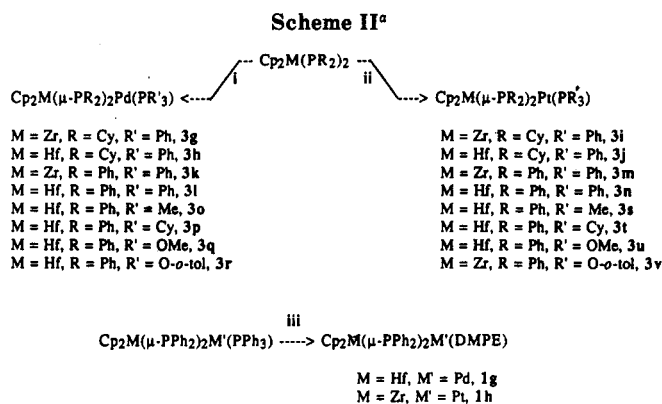 Scheme IIª
Cp2M(PR2)2
i
ii
Cp2M(μ-PR2)2Pd(PR'3) <----
----> Cp2M(μ-PR2)2Pt(PR'3)
M = Zr, R = Cy, R' = Ph, 3g
M = Hf, R = Cy, R' = Ph, 3h
M = Zr, R = Ph, R' = Ph, 3k
M = Hf, R = Ph, R' = Ph, 3l
M = Hf, R = Ph, R' = Me, 3o
M = Hf, R = Ph, R' = Cy, 3p
M = Hf, R = Ph, R' = OMe, 3q
M = Hf, R = Ph, R' = O-o-tol, 3r
M = Zr, R = Cy, R' = Ph, 3i
M = Hf, R = Cy, R' = Ph, 3j
M = Zr, R = Ph, R' = Ph, 3m
M = Hf, R = Ph, R' = Ph, 3n
M = Hf, R = Ph, R' = Me, 3s
M = Hf, R = Ph, R' = Cy, 3t
M = Hf, R = Ph, R' = OMe, 3u
M = Zr, R = Ph, R' = O-o-tol, 3v
iii
Cp2M(μ-PPh2)2M'(PPh3) -----> Cp2M(μ-PPh2)2M'(DMPE)
M = Hf, M' = Pd, 1g
M = Zr, M' = Pt, 1h